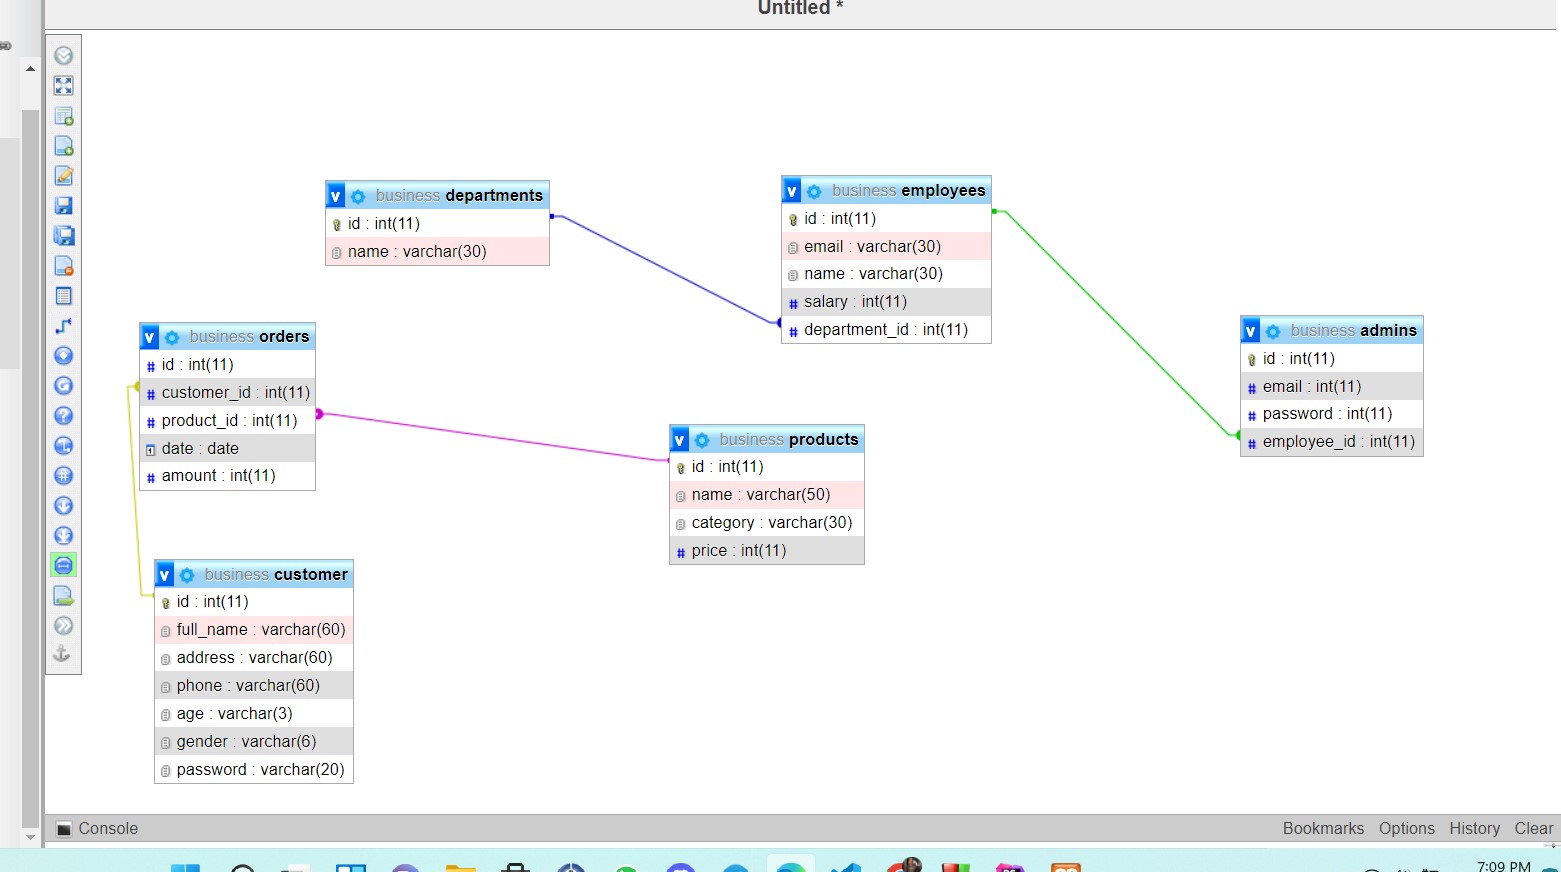 Untitled *
v business departments
id : int(11)
name : varchar(30)
v business employees
id : int(11)
email : varchar(30)
name : varchar(30)
# salary : int(11)
# department_id : int(11)
v business orders
# id : int(11)
# customer_id : int(11)
# product_id : int(11)
date : date
# amount : int(11)
v business admins
id : int(11)
# email : int(11)
# password : int(11)
# employee_id : int(11)
v business products
id : int(11)
name : varchar(50)
category : varchar(30)
# price : int(11)
v business customer
id : int(11)
full_name : varchar(60)
address : varchar(60)
phone : varchar(60)
age : varchar(3)
gender : varchar(6)
password : varchar(20)
Console
Bookmarks Options History Clear
7:09 PM